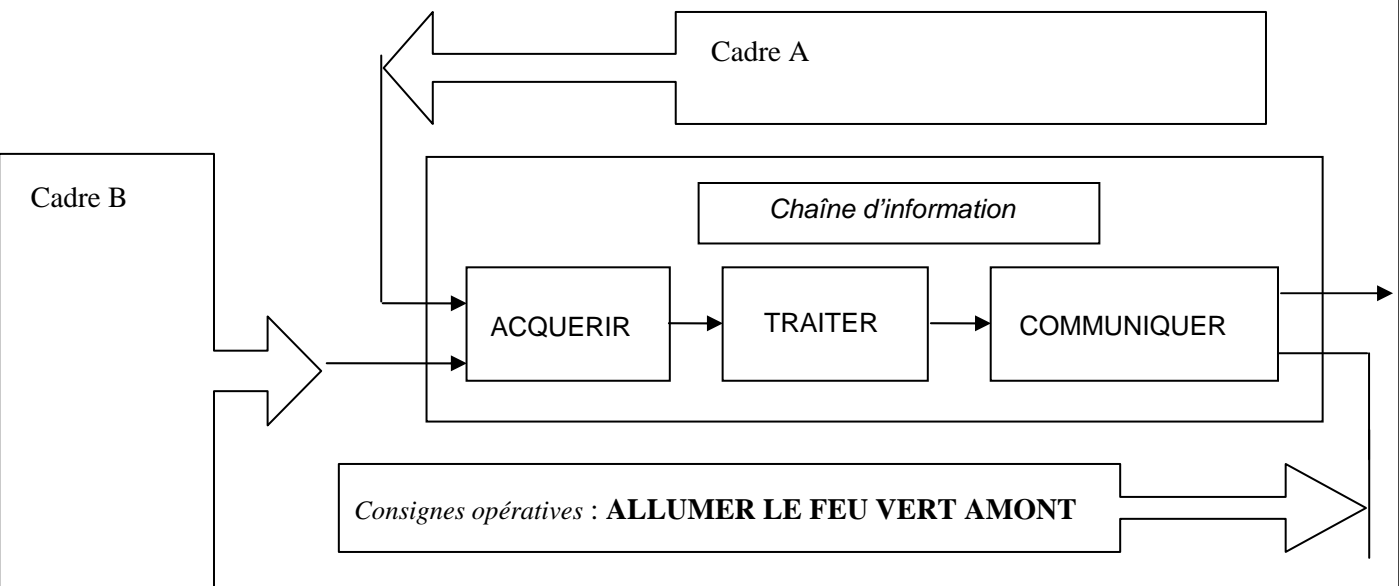 Cadre A
Cadre B
Chaîne d'information
ACQUERIR
TRAITER
COMMUNIQUER
Consignes opératives : ALLUMER LE FEU VERT AMONT